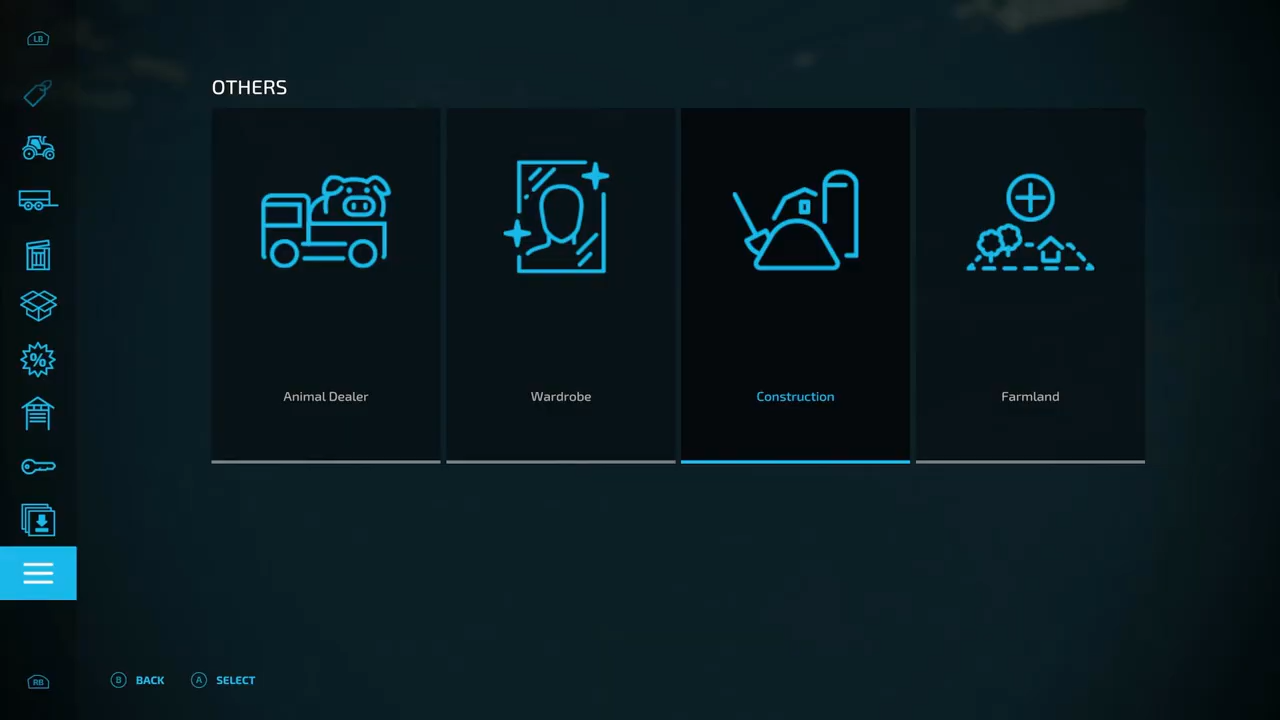 LB
OTHERS
%
Animal Dealer
Wardrobe
Construction
Farmland
RB
B BACK
A SELECT